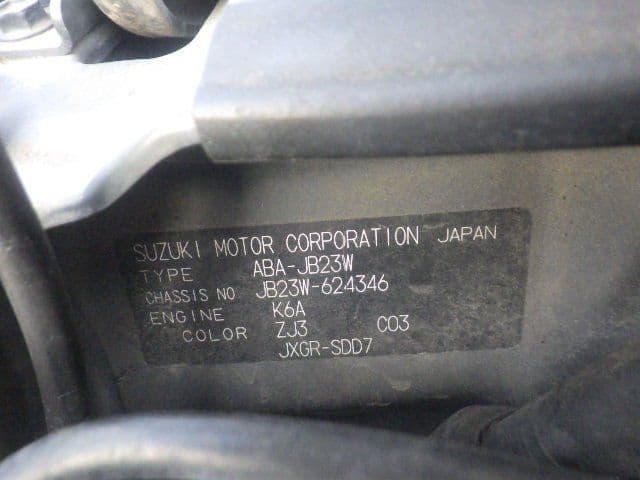 SUZUKI MOTOR CORPORATION JAPAN
TYPE ABA-JB23W
CHASSIS NO JB23W-624346
ENGINE K6A
COLOR ZJ3 C03
JXGR-SDD7